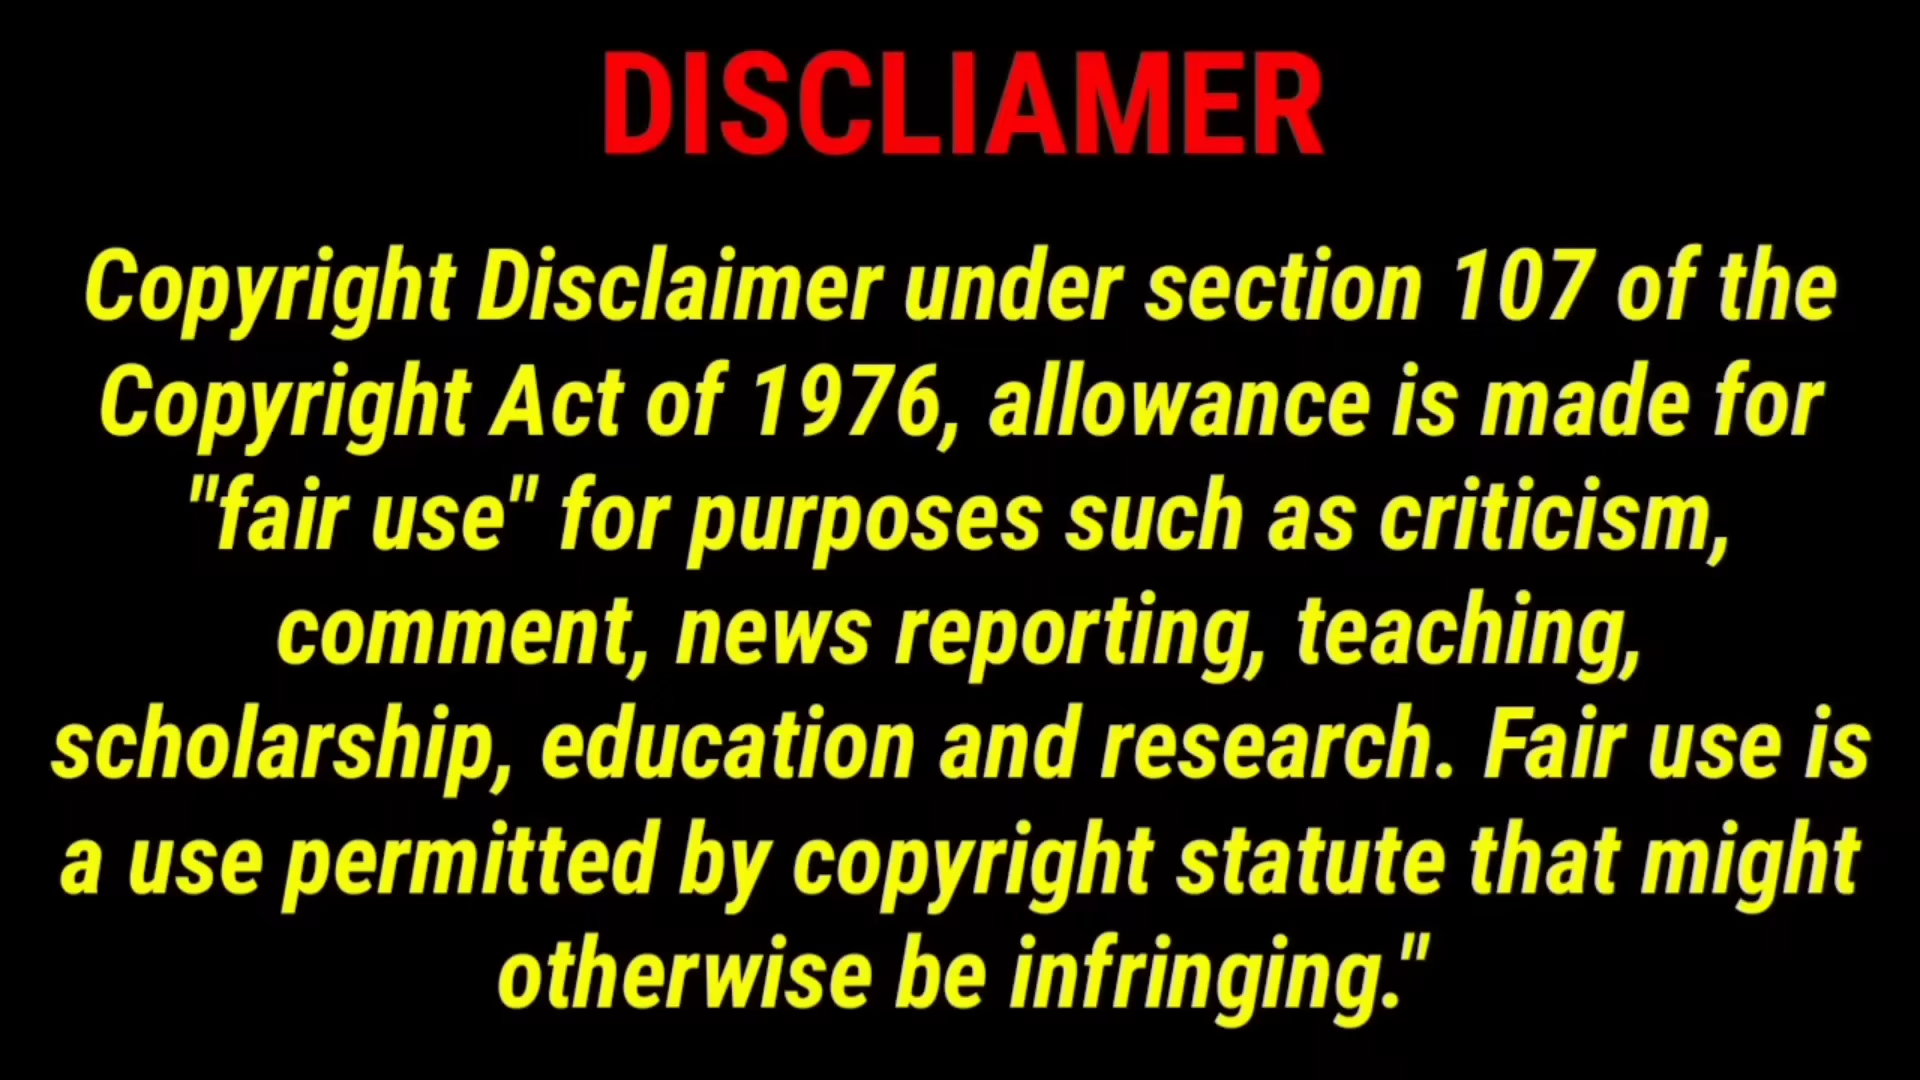 DISCLIAMER
Copyright Disclaimer under section 107 of the
Copyright Act of 1976, allowance is made for
"fair use" for purposes such as criticism,
comment, news reporting, teaching,
scholarship, education and research. Fair use is
a use permitted by copyright statute that might
otherwise be infringing."